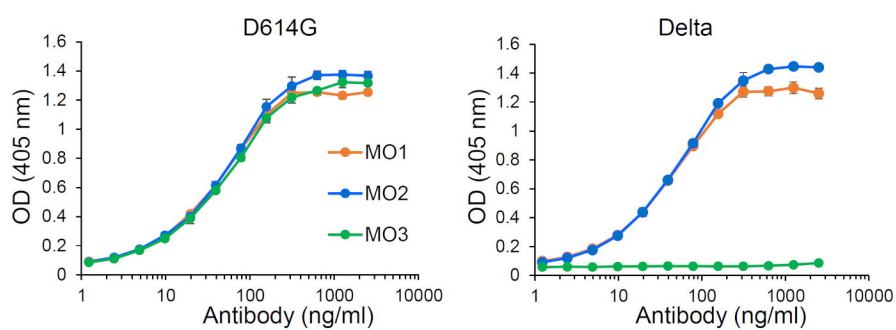 D614G
1.6
1.4
1.2
1
0.8
0.6
0.4
0.2
0
OD (405 nm)
MO1
MO2
MO3
1 10 100 1000 10000
Antibody (ng/ml)
Delta
1.6
1.4
1.2
1
0.8
0.6
0.4
0.2
0
OD (405 nm)
1 10 100 1000 10000
Antibody (ng/ml)